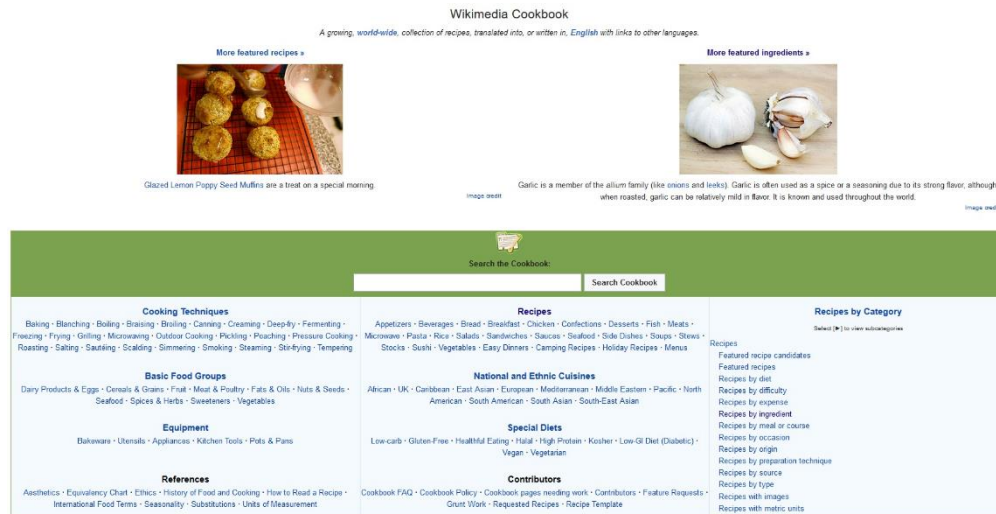 Wikimedia Cookbook
A growing, world-wide, collection of recipes, translated into, or written in, English with links to other languages.
More featured recipes »
Glazed Lemon Poppy Seed Muffins are a treat on a special morning.
Image credit
More featured ingredients »
Garlic is a member of the allium family (like onions and leeks). Garlic is often used as a spice or a seasoning due to its strong flavor, although
when roasted, garlic can be relatively mild in flavor. It is known and used throughout the world.
Image cred
Search the Cookbook:
Search Cookbook
Cooking Techniques
Baking · Blanching · Boiling · Braising · Broiling · Canning · Creaming · Deep-fry · Fermenting ·
Freezing · Frying · Grilling · Microwaving · Outdoor Cooking · Pickling · Poaching · Pressure Cooking ·
Roasting · Salting · Sautéing · Scalding · Simmering · Smoking · Steaming · Stir-frying · Tempering
Basic Food Groups
Dairy Products & Eggs · Cereals & Grains · Fruit · Meat & Poultry · Fats & Oils · Nuts & Seeds ·
Seafood · Spices & Herbs · Sweeteners · Vegetables
Equipment
Bakeware · Utensils · Appliances · Kitchen Tools · Pots & Pans
References
Aesthetics · Equivalency Chart · Ethics · History of Food and Cooking · How to Read a Recipe ·
International Food Terms · Seasonality · Substitutions · Units of Measurement
Recipes
Appetizers · Beverages · Bread · Breakfast · Chicken · Confections · Desserts · Fish · Meats ·
Microwave · Pasta · Rice · Salads · Sandwiches · Sauces · Seafood · Side Dishes · Soups · Stews ·
Stocks · Sushi · Vegetables · Easy Dinners · Camping Recipes · Holiday Recipes · Menus
National and Ethnic Cuisines
African · UK · Caribbean · East Asian · European · Mediterranean · Middle Eastern · Pacific · North
American · South American · South Asian · South-East Asian
Special Diets
Low-carb · Gluten-Free · Healthful Eating · Halal · High Protein · Kosher · Low-GI Diet (Diabetic) ·
Vegan · Vegetarian
Contributors
Cookbook FAQ · Cookbook Policy · Cookbook pages needing work · Contributors · Feature Requests ·
Grunt Work · Requested Recipes · Recipe Template
Recipes by Category
Select [►] to view subcategories
Recipes
Featured recipe candidates
Featured recipes
Recipes by diet
Recipes by difficulty
Recipes by expense
Recipes by ingredient
Recipes by meal or course
Recipes by occasion
Recipes by origin
Recipes by preparation technique
Recipes by source
Recipes by type
Recipes with images
Recipes with metric units